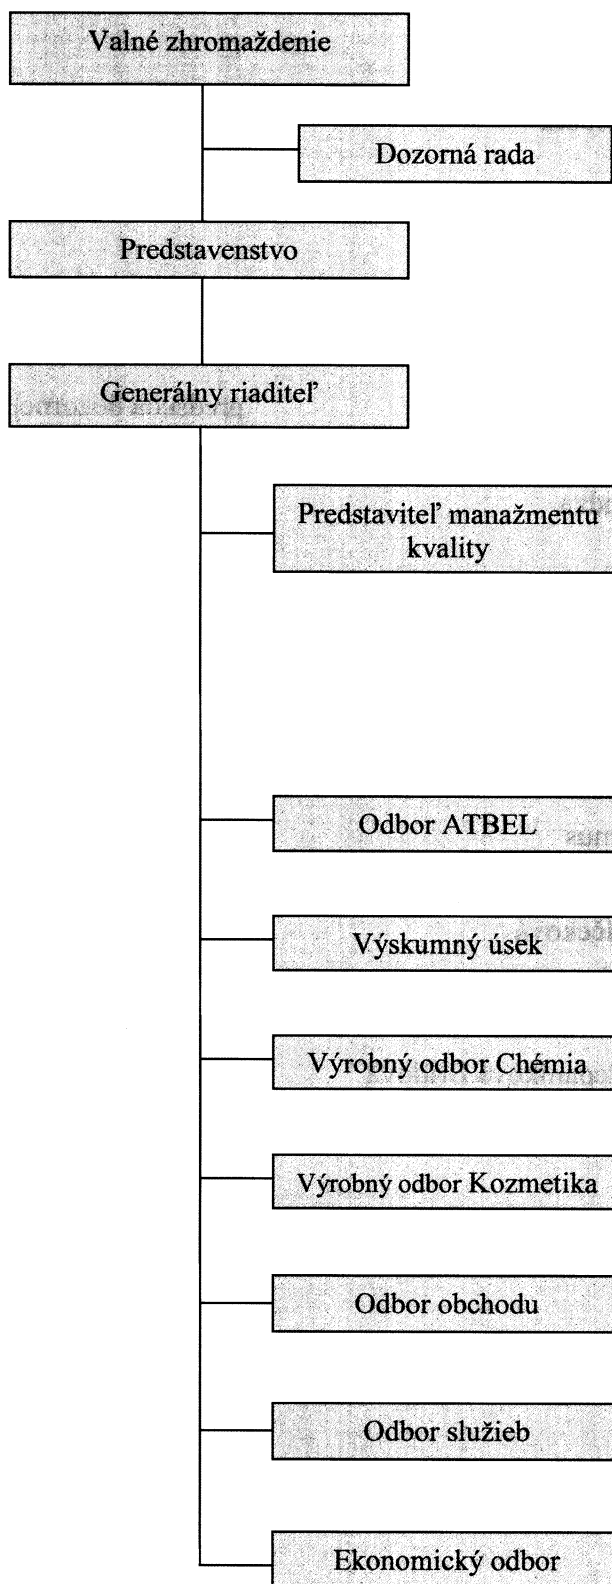 Valné zhromaždenie
Dozorná rada
Predstavenstvo
Generálny riaditeľ
Predstaviteľ manažmentu
kvality
Odbor ATBEL
Výskumný úsek
Výrobný odbor Chémia
Výrobný odbor Kozmetika
Odbor obchodu
Odbor služieb
Ekonomický odbor